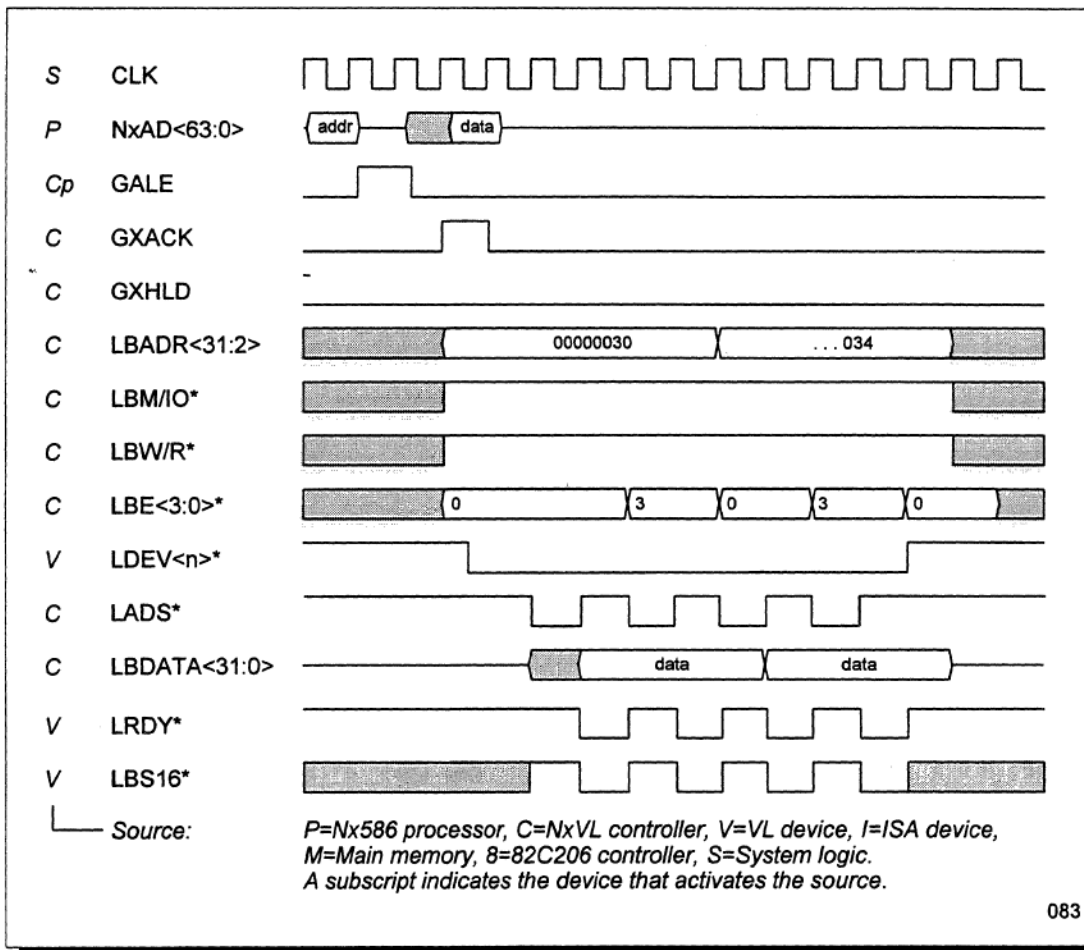 S CLK
P NxAD<63:0> addr data
Cp GALE
C GXACK
C GXHLD
C LBADR<31:2> 00000030 ...034
C LBM/IO*
C LBW/R*
C LBE<3:0>* 0 3 0 3 0
V LDEV<n>*
C LADS*
C LBDATA<31:0> data data
V LRDY*
V LBS16*
Source: P=Nx586 processor, C=NxVL controller, V=VL device, I=ISA device,
M=Main memory, 8=82C206 controller, S=System logic.
A subscript indicates the device that activates the source.
083